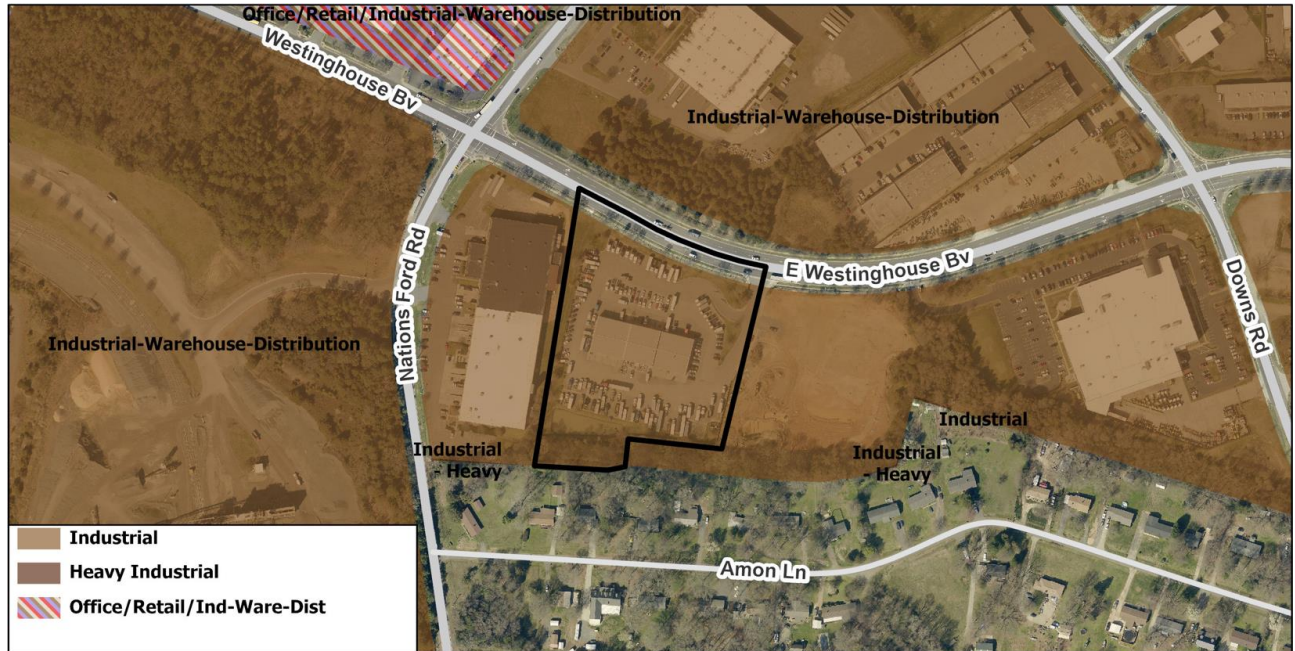 Office/Retail/Industrial-Warehouse-Distribution
Westinghouse Bv
Industrial-Warehouse-Distribution
Nations Ford Rd
E Westinghouse Bv
Downs Rd
Industrial-Warehouse-Distribution
Industrial
Industrial
- Heavy
Industrial
- Heavy
Amon Ln
Industrial
Heavy Industrial
Office/Retail/Ind-Ware-Dist